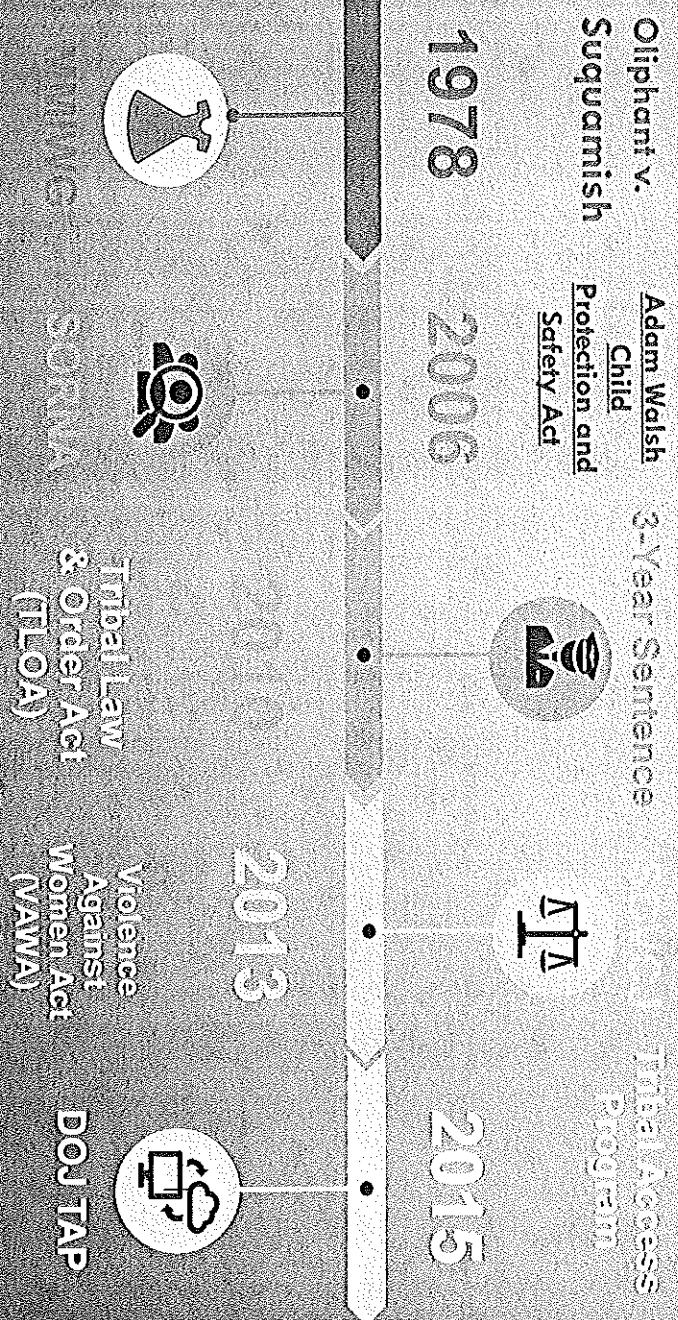 Oliphant v.
Suquamish
1978
Adam Walsh
Child
Protection and
Safety Act
2006
SORNA
3-Year Sentence
Tribal Law
& Order Act
(TLOA)
2013
Violence
Against
Women Act
(VAWA)
Tribal Access
Program
2015
DOJ TAP